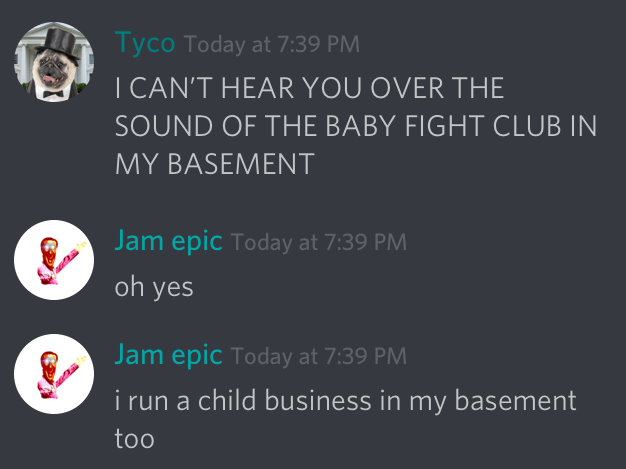 Tyco Today at 7:39 PM
I CAN’T HEAR YOU OVER THE
SOUND OF THE BABY FIGHT CLUB IN
MY BASEMENT
Jam epic Today at 7:39 PM
oh yes
Jam epic Today at 7:39 PM
i run a child business in my basement
too